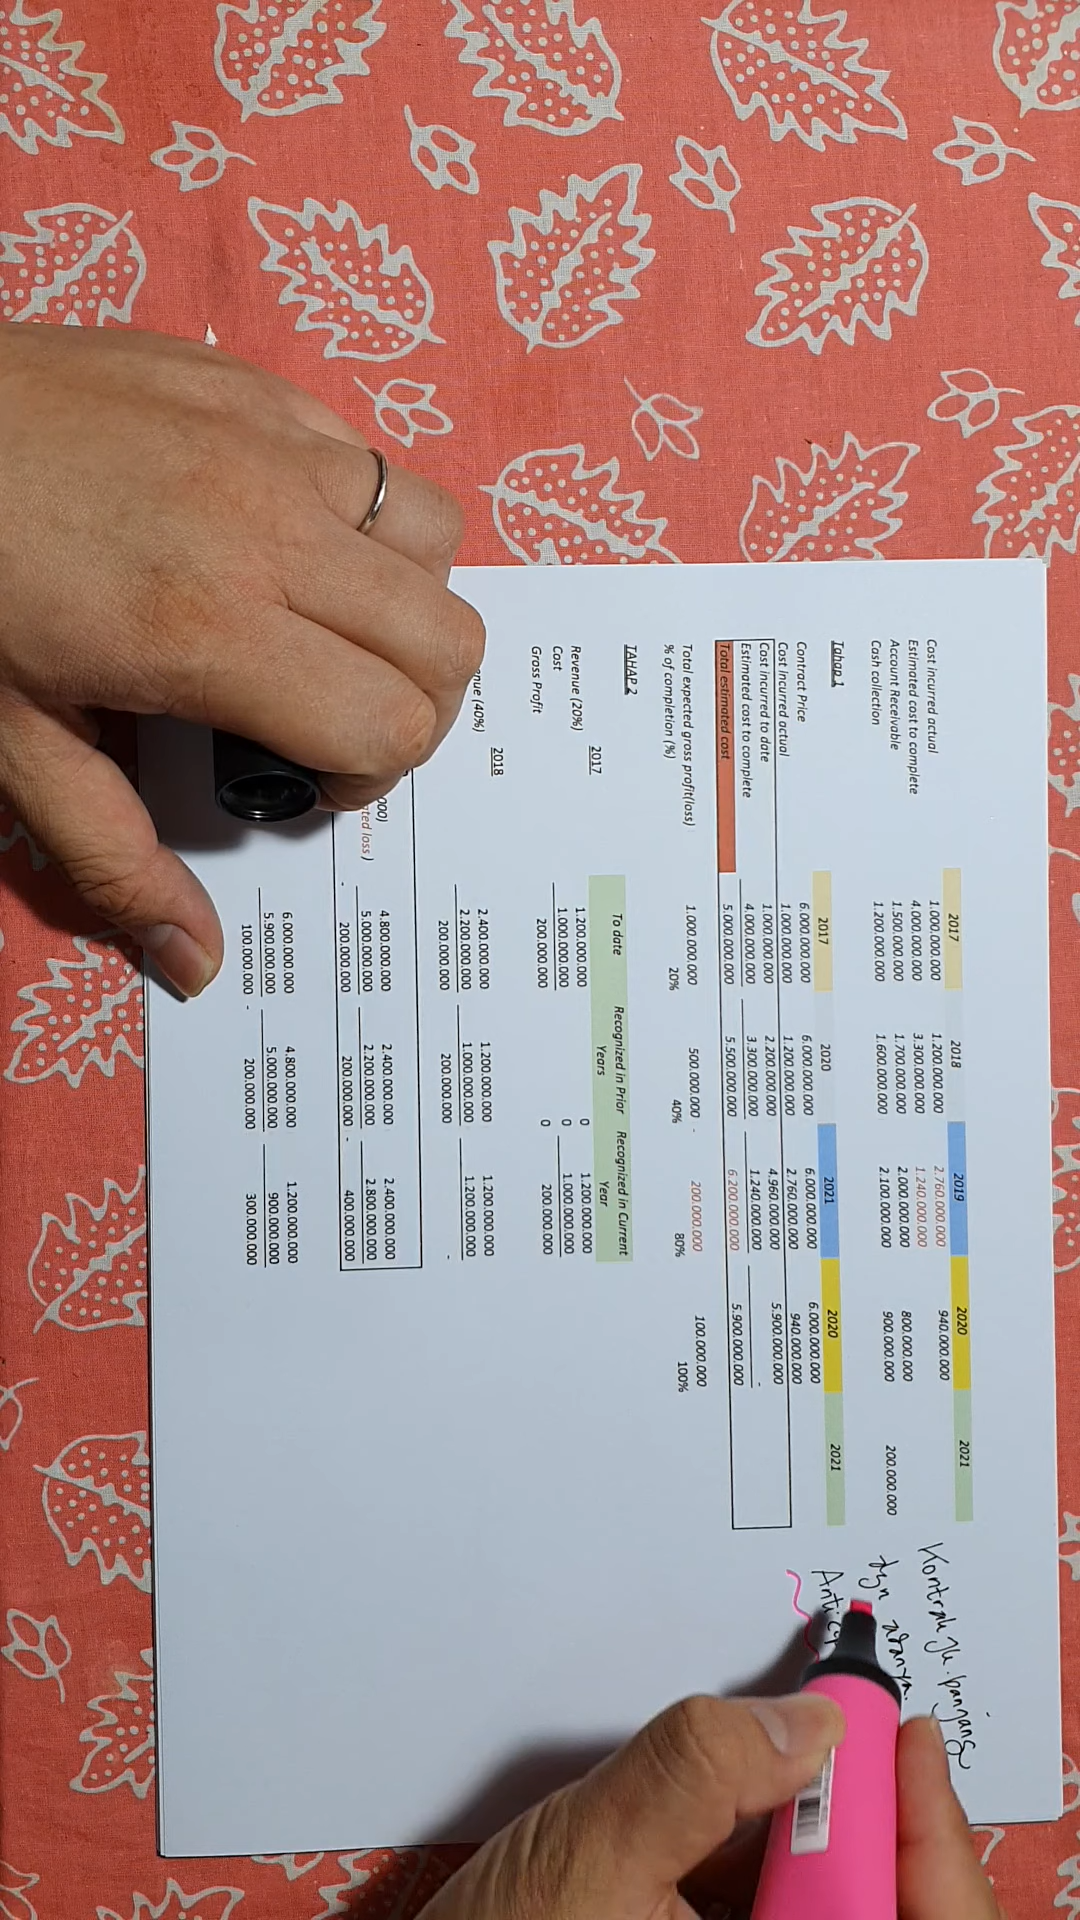 2017 2018 2019 2020 2021
Cost incurred actual 1.000.000.000 1.200.000.000 2.760.000.000 940.000.000
Estimated cost to complete 4.000.000.000 3.300.000.000 1.240.000.000
Account Receivable 1.500.000.000 1.700.000.000 2.000.000.000 800.000.000
Cash collection 1.200.000.000 1.600.000.000 2.100.000.000 900.000.000 200.000.000
Kontrak jk. panjang
dgn adanya
Tahap 1 2017 2020 2021 2020 2021
Contract Price 6.000.000.000 6.000.000.000 6.000.000.000 6.000.000.000
Cost incurred actual 1.000.000.000 1.200.000.000 2.760.000.000 940.000.000
Cost incurred to date 1.000.000.000 2.200.000.000 4.960.000.000 5.900.000.000
Estimated cost to complete 4.000.000.000 3.300.000.000 1.240.000.000 -
Total estimated cost 5.000.000.000 5.500.000.000 6.200.000.000 5.900.000.000
Total expected gross profit(loss) 1.000.000.000 500.000.000 - 200.000.000 100.000.000
% of completion (%) 20% 40% 80% 100%
TAHAP 2 To date Recognized in Prior Years Recognized in Current Year
2017
Revenue (20%) 1.200.000.000 0 1.200.000.000
Cost 1.000.000.000 0 1.000.000.000
Gross Profit 200.000.000 0 200.000.000
2018
(40%) 2.400.000.000 1.200.000.000 1.200.000.000
2.200.000.000 1.000.000.000 1.200.000.000
200.000.000 200.000.000 -
4.800.000.000 2.400.000.000 2.400.000.000
loss) 5.000.000.000 2.200.000.000 2.800.000.000
- 200.000.000 200.000.000 - 400.000.000
6.000.000.000 4.800.000.000 1.200.000.000
5.900.000.000 5.000.000.000 900.000.000
100.000.000 - 200.000.000 300.000.000